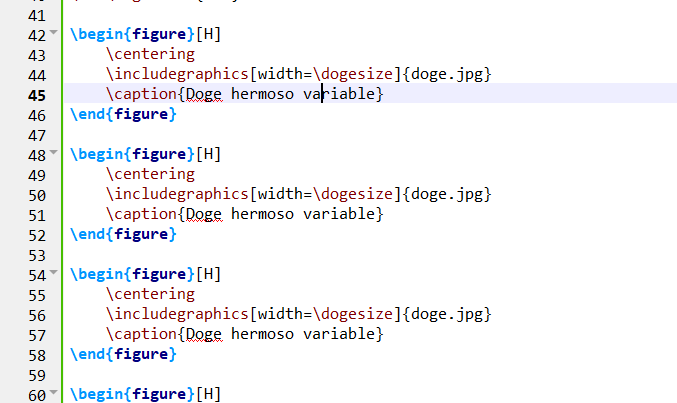 41
42 \begin{figure}[H]
43 \centering
44 \includegraphics[width=\dogesize]{doge.jpg}
45 \caption{Doge hermoso variable}
46 \end{figure}
47
48 \begin{figure}[H]
49 \centering
50 \includegraphics[width=\dogesize]{doge.jpg}
51 \caption{Doge hermoso variable}
52 \end{figure}
53
54 \begin{figure}[H]
55 \centering
56 \includegraphics[width=\dogesize]{doge.jpg}
57 \caption{Doge hermoso variable}
58 \end{figure}
59
60 \begin{figure}[H]